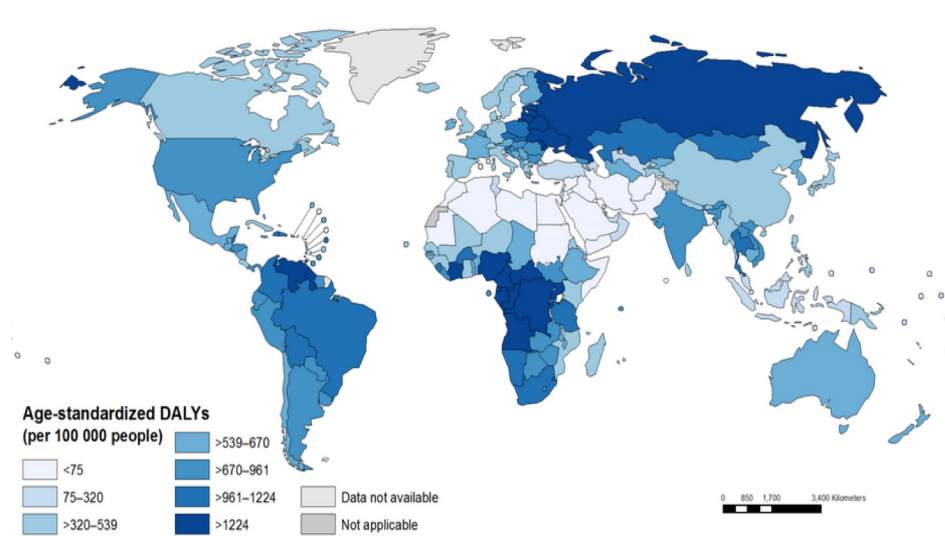 Age-standardized DALYs
(per 100 000 people)
<75
75–320
>320–539
>539–670
>670–961
>961–1224
>1224
Data not available
Not applicable
0 850 1,700 3,400 Kilometers